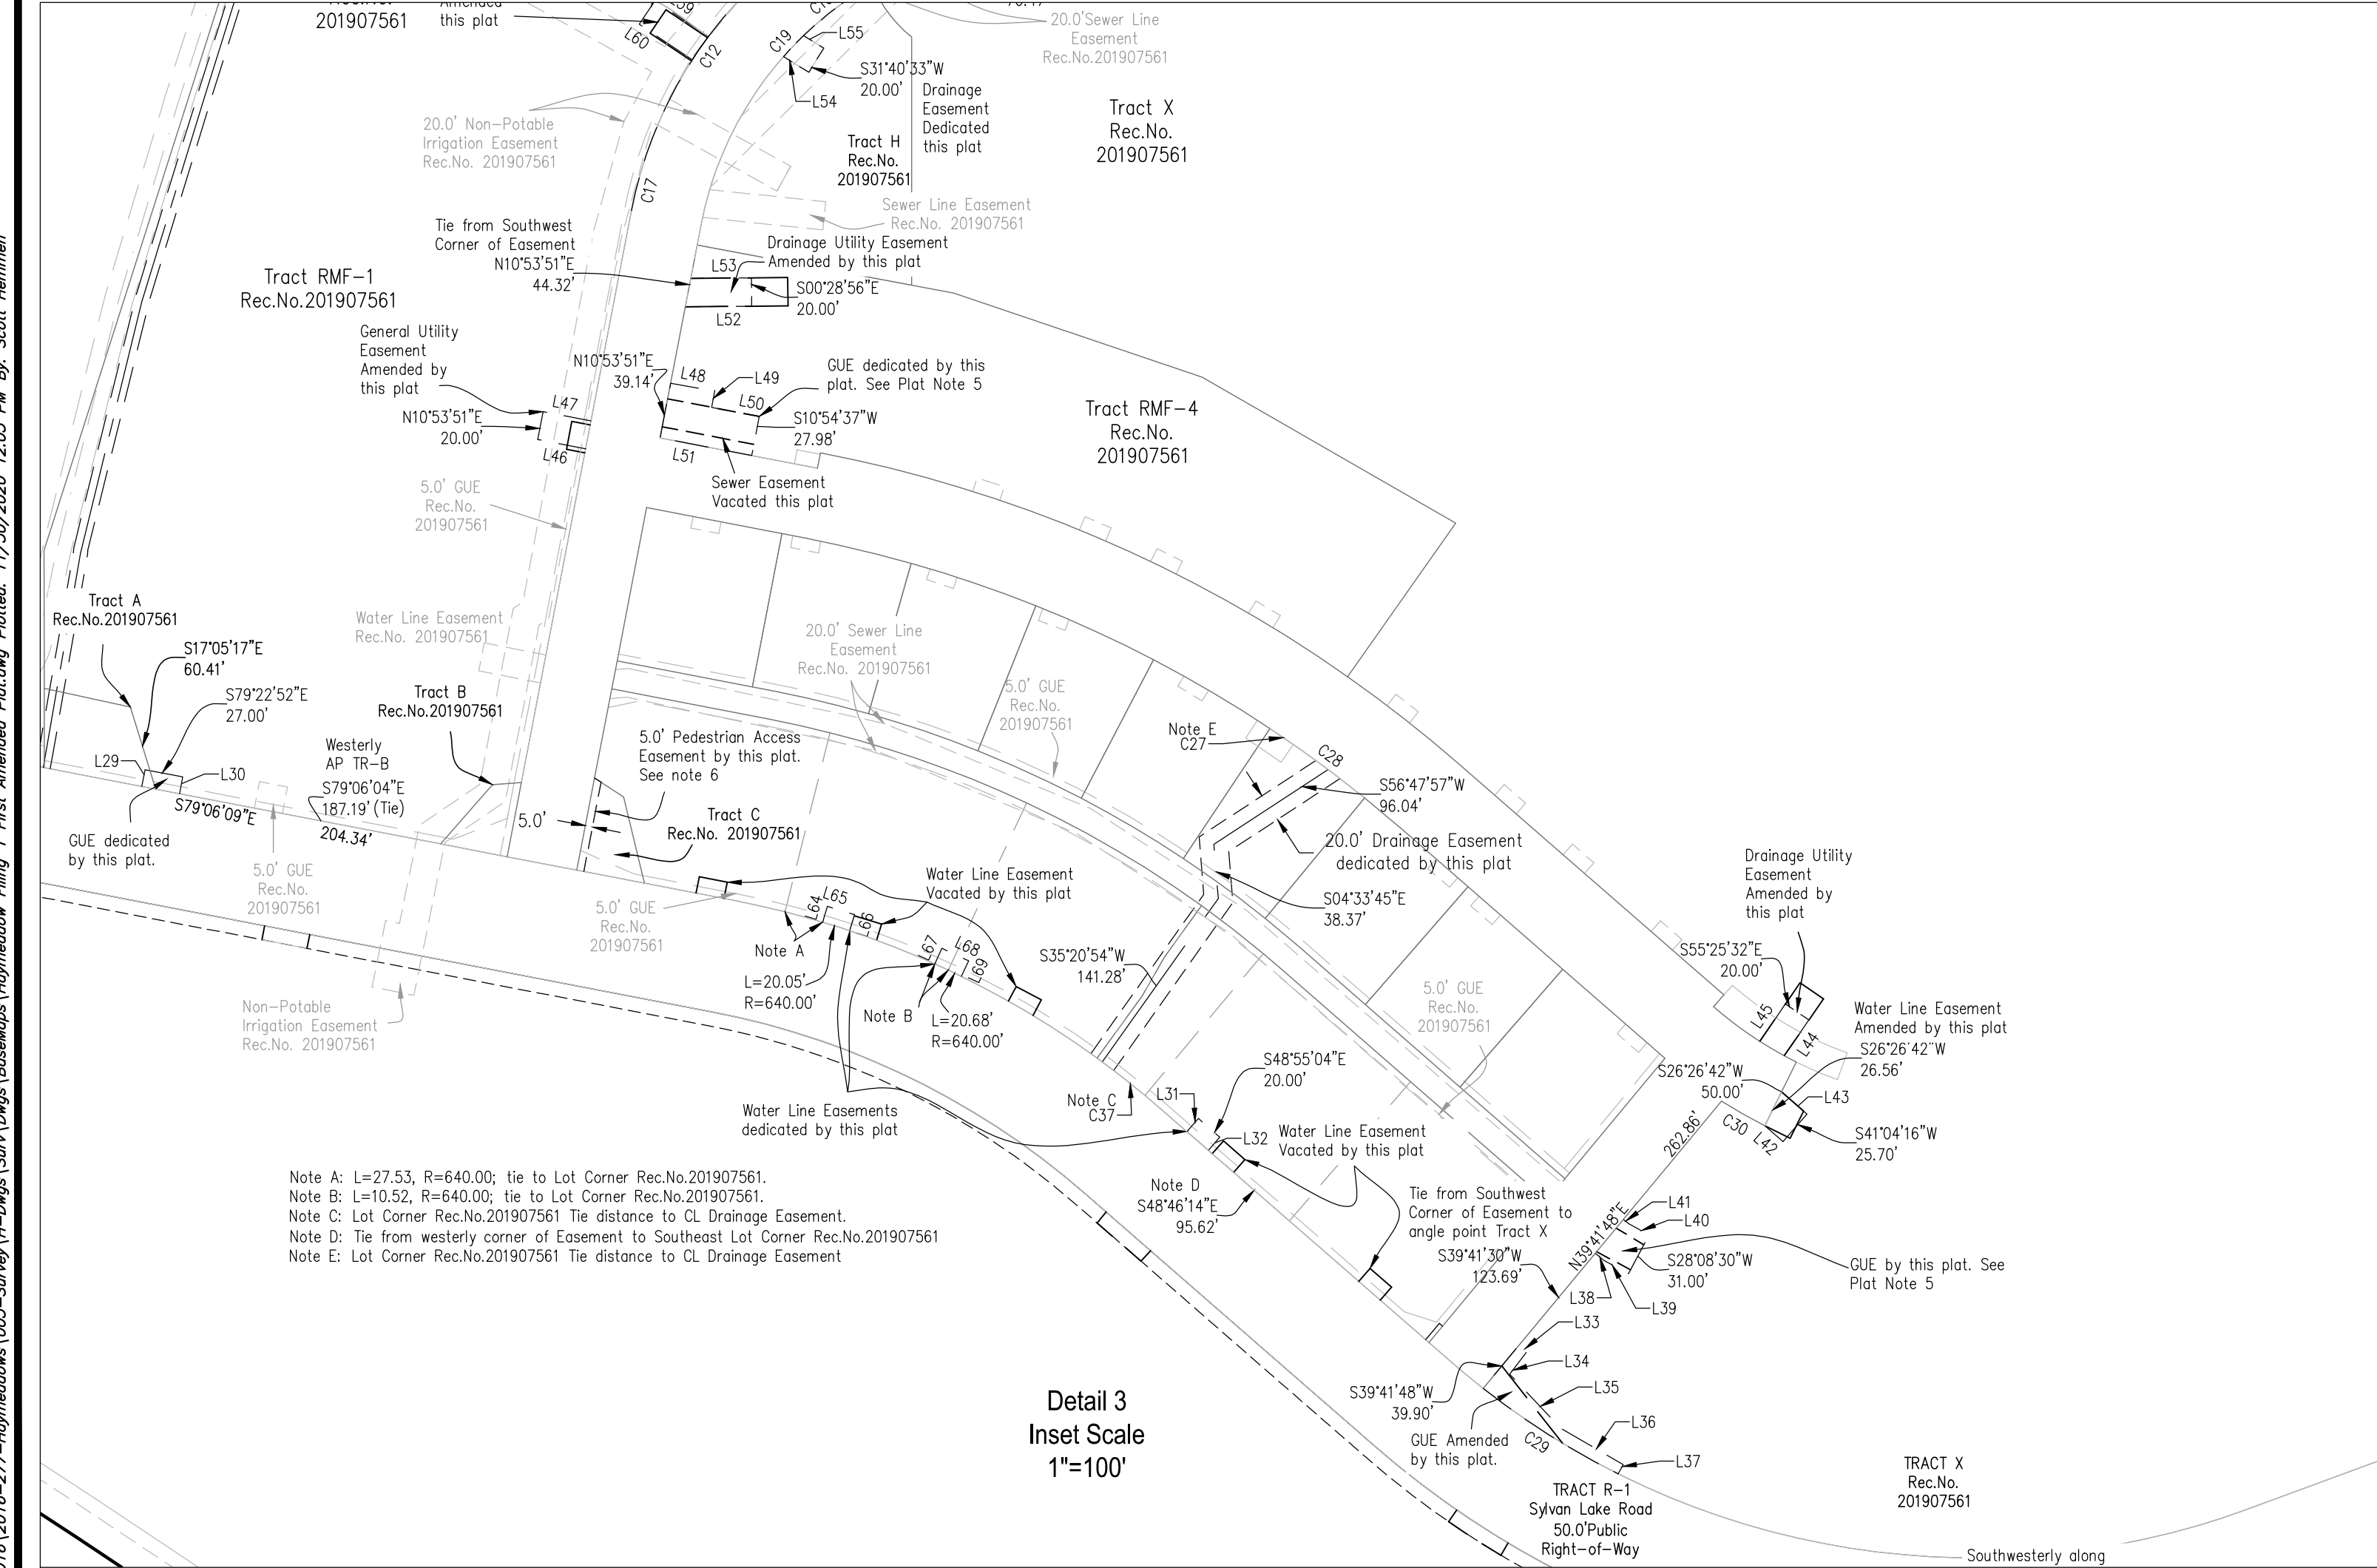 201907561
Amended
this plat
L59
L60
C12
C19
L55
S31°40'33"W
20.00'
L54
20.0'Sewer Line
Easement
Rec.No.201907561
Drainage
Easement
Dedicated
this plat
Tract X
Rec.No.
201907561
20.0' Non-Potable
Irrigation Easement
Rec.No. 201907561
Tract H
Rec.No.
201907561
C17
Sewer Line Easement
Rec.No. 201907561
Tie from Southwest
Corner of Easement
N10°53'51"E
44.32'
Drainage Utility Easement
Amended by this plat
L53
S00°28'56"E
20.00'
L52
Tract RMF-1
Rec.No.201907561
General Utility
Easement
Amended by
this plat
L47
N10°53'51"E
20.00'
L46
N10°53'51"E
39.14'
L48
L49
L50
GUE dedicated by this
plat. See Plat Note 5
S10°54'37"W
27.98'
L51
Sewer Easement
Vacated this plat
Tract RMF-4
Rec.No.
201907561
5.0' GUE
Rec.No.
201907561
Tract A
Rec.No.201907561
S17°05'17"E
60.41'
S79°22'52"E
27.00'
L29
L30
S79°06'09"E
204.34'
GUE dedicated
by this plat.
Westerly
AP TR-B
S79°06'04"E
187.19' (Tie)
Water Line Easement
Rec.No. 201907561
Tract B
Rec.No.201907561
5.0' GUE
Rec.No.
201907561
Non-Potable
Irrigation Easement
Rec.No. 201907561
20.0' Sewer Line
Easement
Rec.No. 201907561
5.0' GUE
Rec.No.
201907561
5.0' Pedestrian Access
Easement by this plat.
See note 6
5.0'
Tract C
Rec.No. 201907561
5.0' GUE
Rec.No.
201907561
Water Line Easement
Vacated by this plat
L64
L65
L66
L67
L68
L69
Note A
L=20.05'
R=640.00'
Note B
L=20.68'
R=640.00'
Note E
C27
C28
S56°47'57"W
96.04'
20.0' Drainage Easement
dedicated by this plat
S04°33'45"E
38.37'
S35°20'54"W
141.28'
5.0' GUE
Rec.No.
201907561
Drainage Utility
Easement
Amended by
this plat
S55°25'32"E
20.00'
L45
L44
Water Line Easement
Amended by this plat
S26°26'42"W
26.56'
S26°26'42"W
50.00'
L43
C30
L42
S41°04'16"W
25.70'
262.86'
N39°41'48"E
Water Line Easements
dedicated by this plat
Note C
C37
L31
S48°55'04"E
20.00'
L32
Water Line Easement
Vacated by this plat
Note D
S48°46'14"E
95.62'
Tie from Southwest
Corner of Easement to
angle point Tract X
S39°41'30"W
123.69'
L41
L40
S28°08'30"W
31.00'
GUE by this plat. See
Plat Note 5
L38
L39
L33
L34
L35
L36
L37
S39°41'48"W
39.90'
GUE Amended
by this plat.
C29
Note A: L=27.53, R=640.00; tie to Lot Corner Rec.No.201907561.
Note B: L=10.52, R=640.00; tie to Lot Corner Rec.No.201907561.
Note C: Lot Corner Rec.No.201907561 Tie distance to CL Drainage Easement.
Note D: Tie from westerly corner of Easement to Southeast Lot Corner Rec.No.201907561
Note E: Lot Corner Rec.No.201907561 Tie distance to CL Drainage Easement
Detail 3
Inset Scale
1"=100'
TRACT R-1
Sylvan Lake Road
50.0'Public
Right-of-Way
TRACT X
Rec.No.
201907561
Southwesterly along